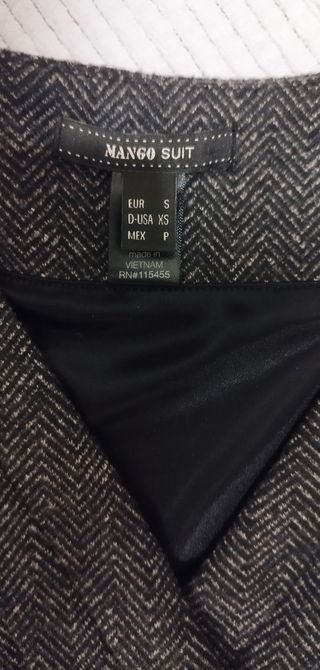 MANGO SUIT
EUR S
D-USA XS
MEX P
made in
VIETNAM
RN#115455